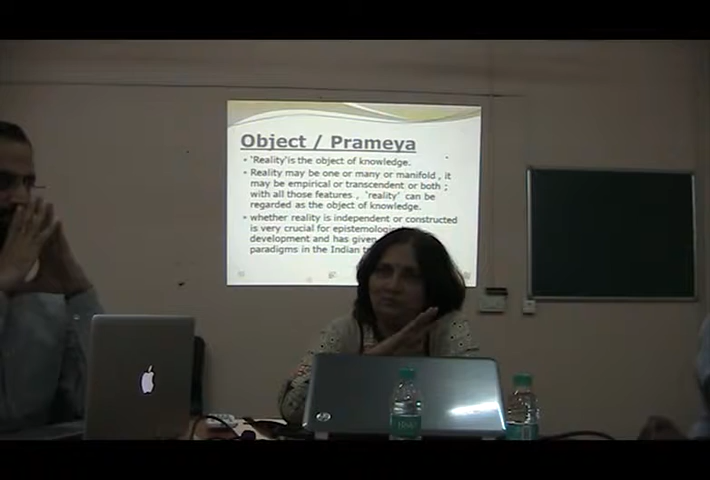 Object / Prameya
• 'Reality'is the object of knowledge.
• Reality may be one or many or manifold , it
may be empirical or transcendent or both ;
with all those features , 'reality' can be
regarded as the object of knowledge.
• whether reality is independent or constructed
is very crucial for
development and has given
paradigms in the Indian
hp